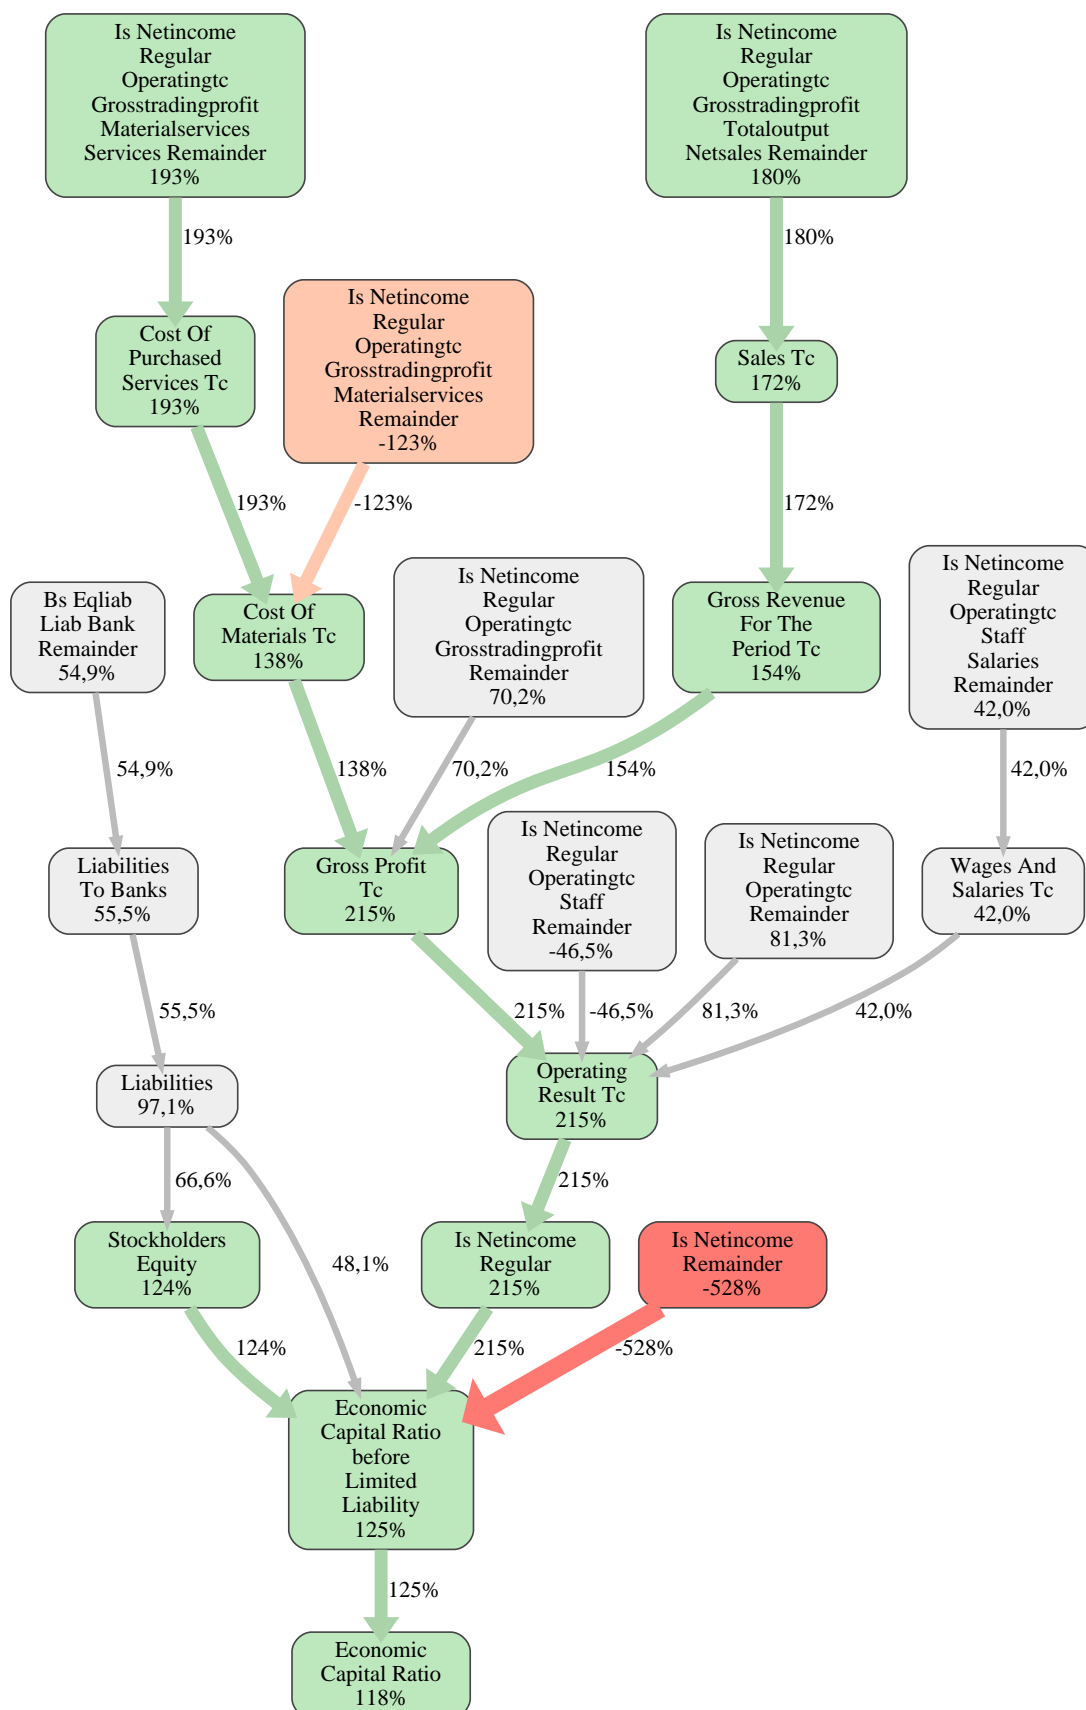 Is Netincome
Regular
Operatingtc
Grosstradingprofit
Materialservices
Services Remainder
193%
Is Netincome
Regular
Operatingtc
Grosstradingprofit
Totaloutput
Netsales Remainder
180%
193%
180%
Cost Of
Purchased
Services Tc
193%
Is Netincome
Regular
Operatingtc
Grosstradingprofit
Materialservices
Remainder
-123%
Sales Tc
172%
193%
-123%
172%
Bs Eqliab
Liab Bank
Remainder
54,9%
Cost Of
Materials Tc
138%
Is Netincome
Regular
Operatingtc
Grosstradingprofit
Remainder
70,2%
Gross Revenue
For The
Period Tc
154%
Is Netincome
Regular
Operatingtc
Staff
Salaries
Remainder
42,0%
54,9%
138%
70,2%
154%
42,0%
Liabilities
To Banks
55,5%
Gross Profit
Tc
215%
Is Netincome
Regular
Operatingtc
Staff
Remainder
-46,5%
Is Netincome
Regular
Operatingtc
Remainder
81,3%
Wages And
Salaries Tc
42,0%
55,5%
215%
-46,5%
81,3%
42,0%
Liabilities
97,1%
Operating
Result Tc
215%
66,6%
48,1%
215%
Stockholders
Equity
124%
Is Netincome
Regular
215%
Is Netincome
Remainder
-528%
124%
215%
-528%
Economic
Capital Ratio
before
Limited
Liability
125%
125%
Economic
Capital Ratio
118%